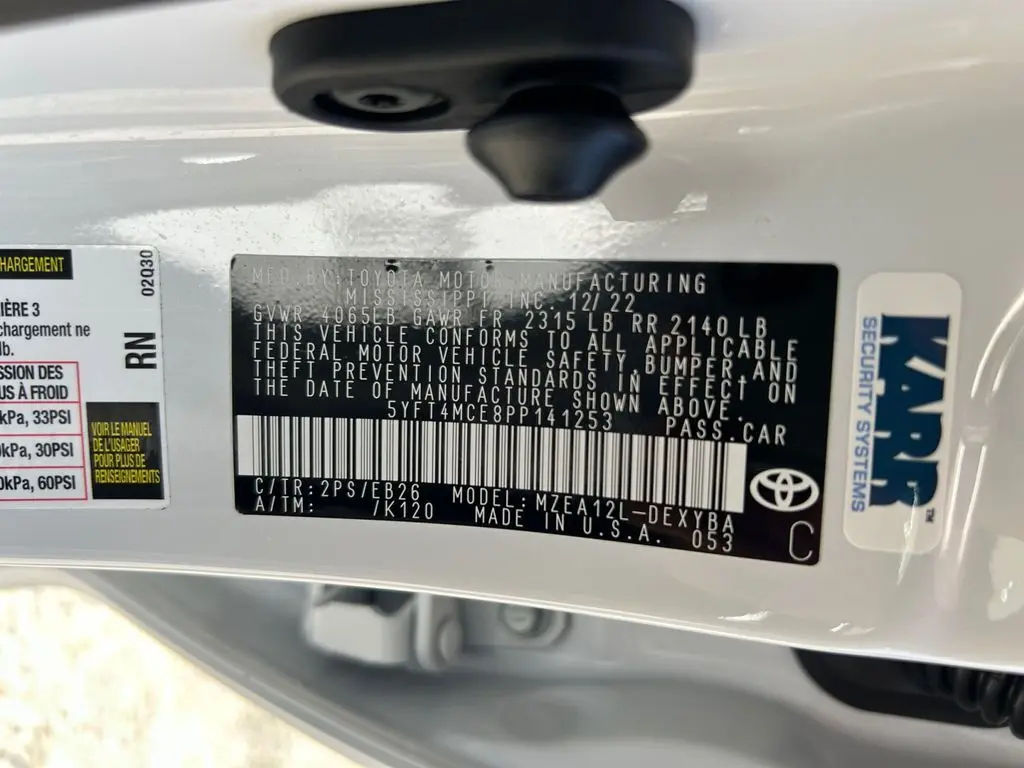 HARGEMENT
02Q30
IÈRE 3
chargement ne
lb.
RN
SSION DES
US À FROID
kPa, 33PSI
0kPa, 30PSI
0kPa, 60PSI
VOIR LE MANUEL
DE L'USAGER
POUR PLUS DE
RENSEIGNEMENTS
MFD BY:TOYOTA MOTOR MANUFACTURING
MISSISSIPPI INC. 12/22
GVWR 4065LB GAWR FR 2315 LB RR 2140 LB
THIS VEHICLE CONFORMS TO ALL APPLICABLE
FEDERAL MOTOR VEHICLE SAFETY,BUMPER,AND
THEFT PREVENTION STANDARDS IN EFFECT ON
THE DATE OF MANUFACTURE SHOWN ABOVE.
5YFT4MCE8PP141253 PASS.CAR
C/TR:2PS/EB26 MODEL:MZEA12L-DEXYBA
A/TM: /K120 MADE IN U.S.A. 053
C
KARR™
SECURITY SYSTEMS